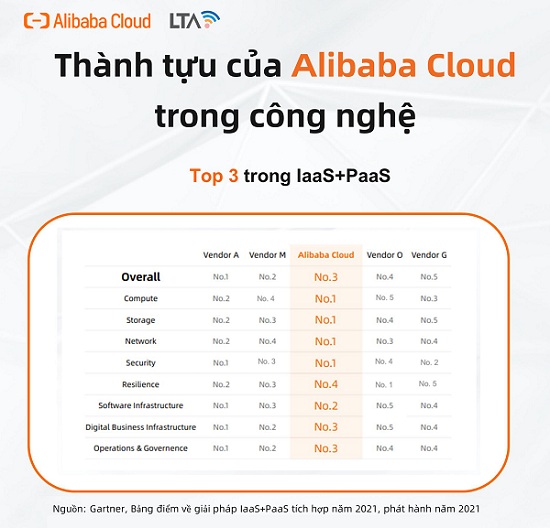 Alibaba Cloud LTA
Thành tựu của Alibaba Cloud
trong công nghệ
Top 3 trong IaaS+PaaS
Vendor A Vendor M Alibaba Cloud Vendor O Vendor G
Overall No.1 No.2 No.3 No.4 No.5
Compute No.2 No. 4 No.1 No. 5 No.3
Storage No.2 No.3 No.1 No.4 No.5
Network No.2 No.4 No.1 No.3 No.4
Security No.1 No. 3 No.1 No. 4 No. 2
Resilience No.2 No.3 No.4 No. 1 No. 5
Software Infrastructure No.1 No.3 No.2 No.5 No.4
Digital Business Infrastructure No.1 No.2 No.3 No.5 No.4
Operations & Governence No.1 No.2 No.3 No.4 No.4
Nguồn: Gartner, Bảng điểm về giải pháp IaaS+PaaS tích hợp năm 2021, phát hành năm 2021